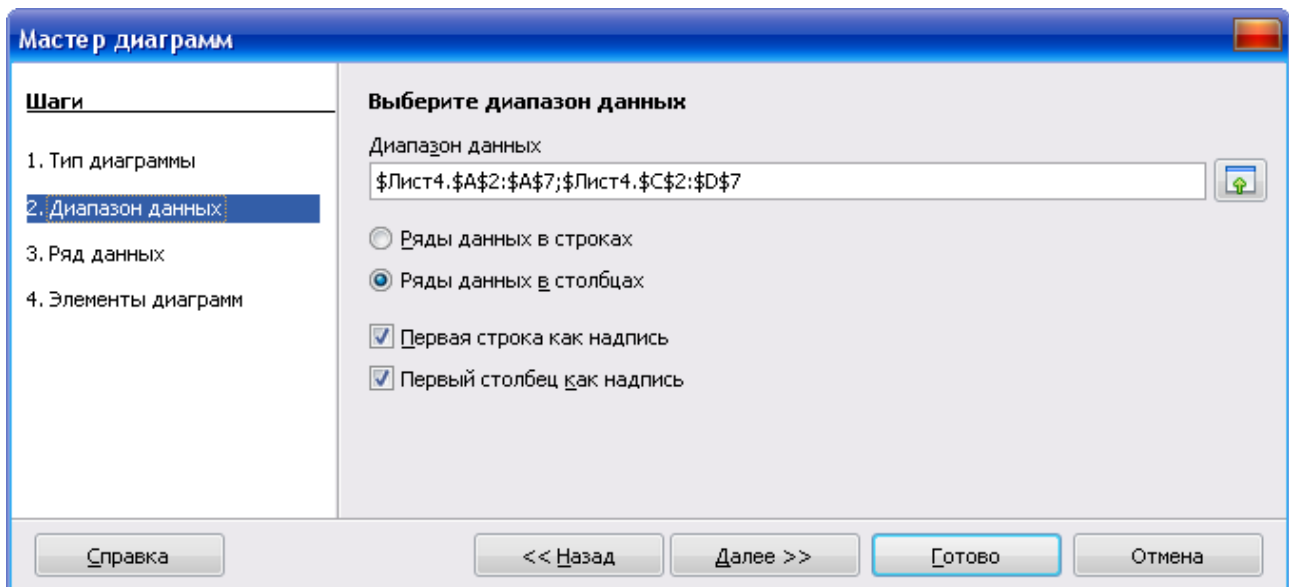 Мастер диаграмм
Шаги
1. Тип диаграммы
2. Диапазон данных
3. Ряд данных
4. Элементы диаграмм
Выберите диапазон данных
Диапазон данных
$Лист4.$A$2:$A$7;$Лист4.$C$2:$D$7
Ряды данных в строках
Ряды данных в столбцах
Первая строка как надпись
Первый столбец как надпись
Справка
<< Назад
Далее >>
Готово
Отмена